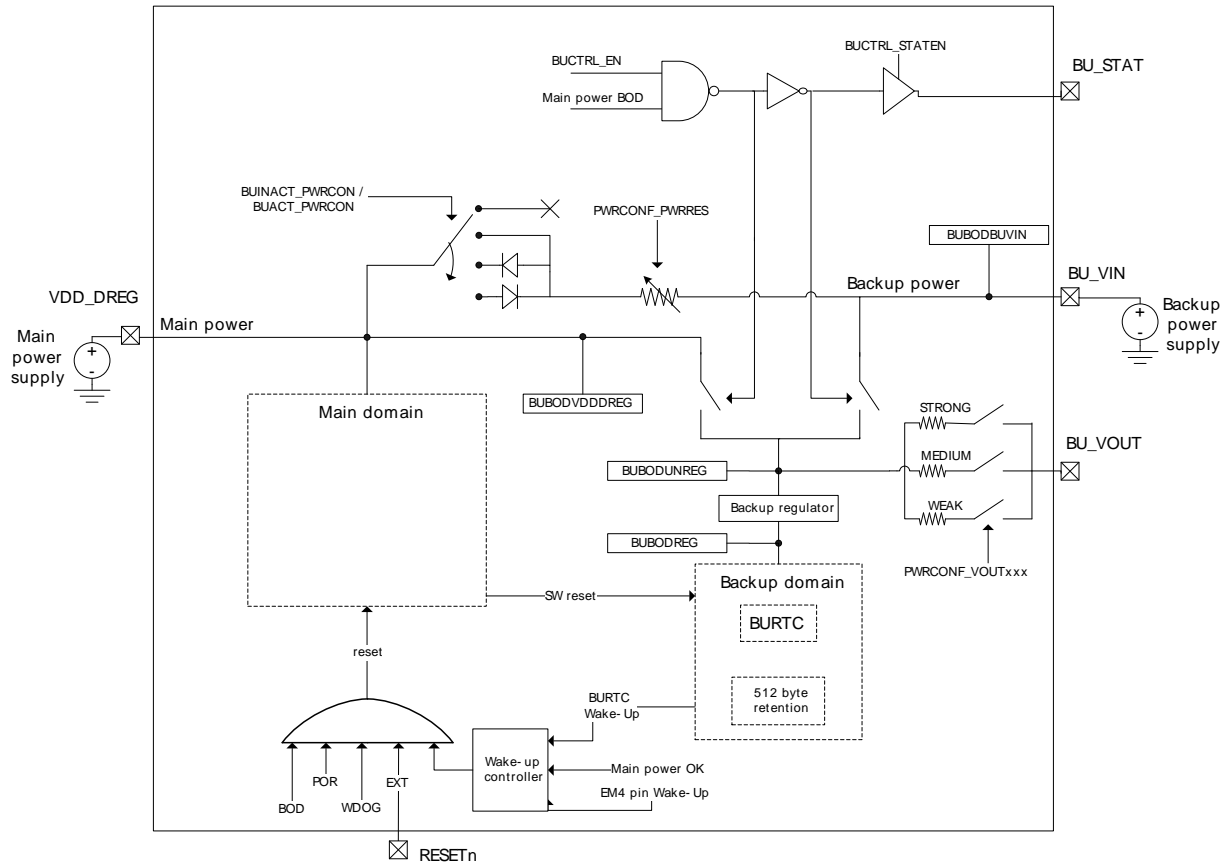 BUCTRL_STATEN
BU_STAT
BUCTRL_EN
Main power BOD
BUINACT_PWRCON /
BUACT_PWRCON
PWRCONF_PWRRES
BUBODBUVIN
VDD_DREG
Main power
Backup power
BU_VIN
Main
power
supply
+
-
+
-
Backup
power
supply
BUBODVDDDREG
Main domain
STRONG
BU_VOUT
BUBODUNREG
MEDIUM
Backup regulator
WEAK
BUBODREG
PWRCONF_VOUTxxx
Backup domain
SW reset
BURTC
reset
512 byte
retention
BURTC
Wake-Up
Wake-up
controller
Main power OK
EM4 pin Wake-Up
BOD
POR
WDOG
EXT
RESETn